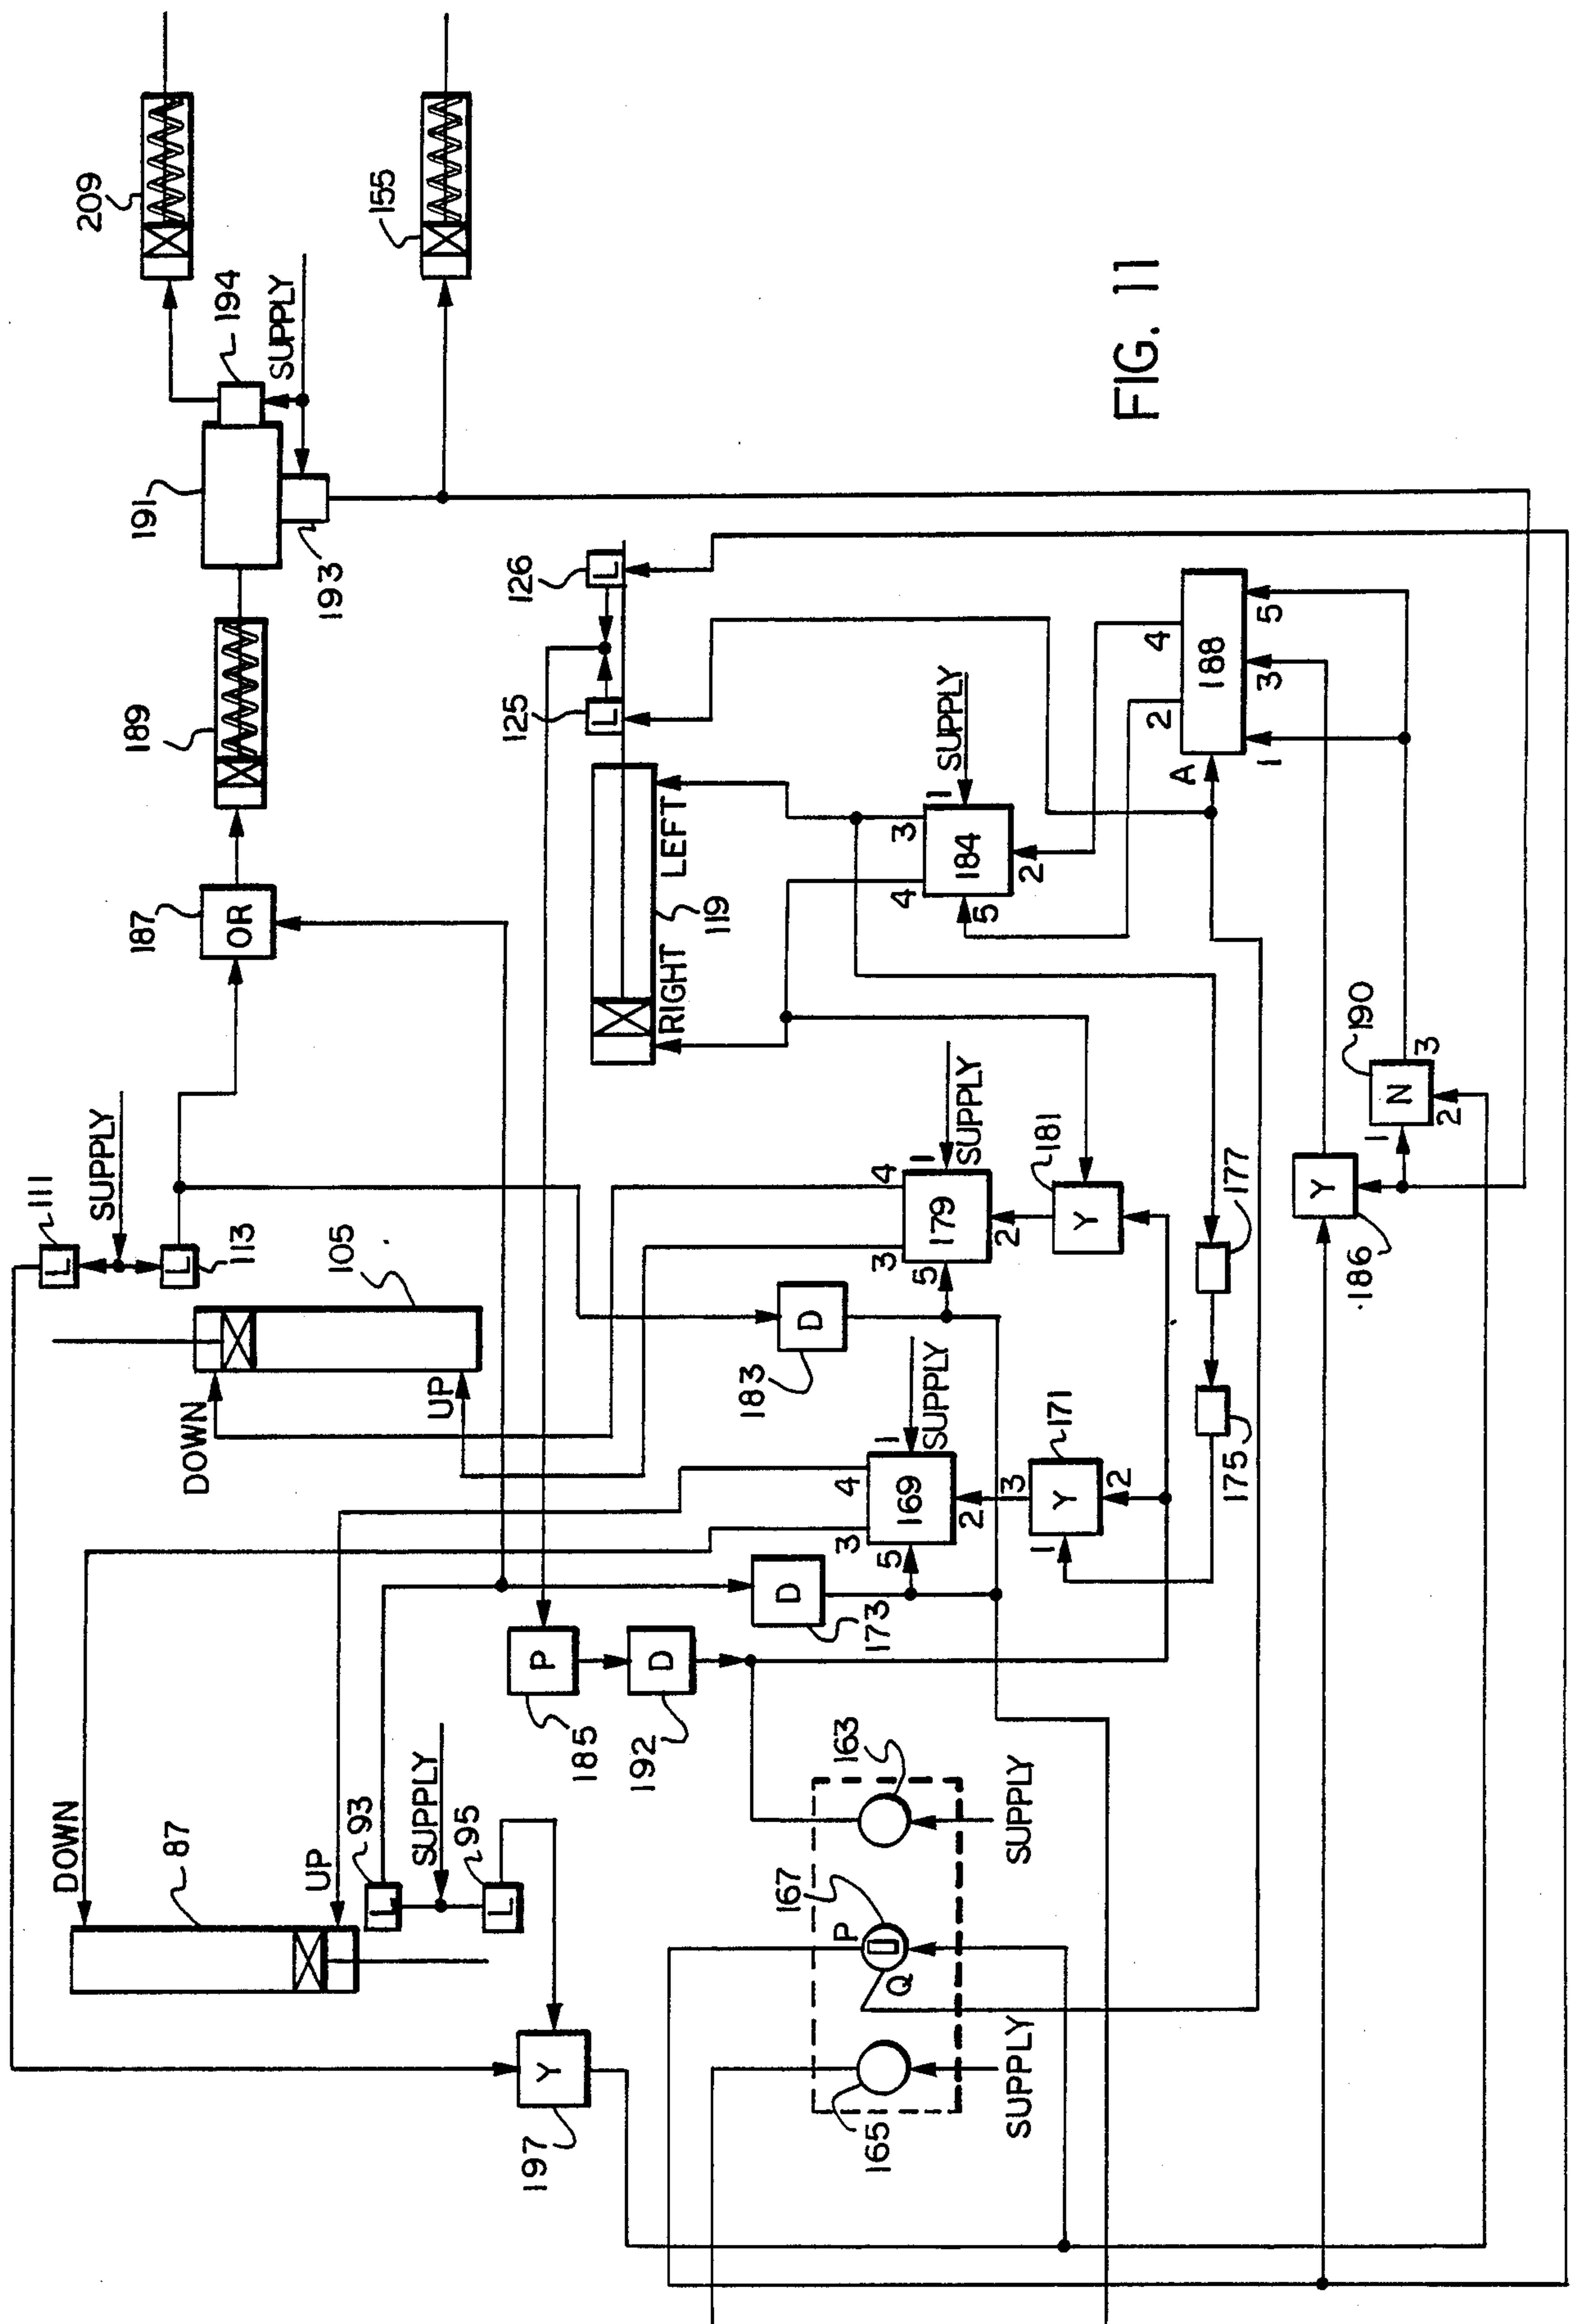 209
155
194
SUPPLY
191
193
FIG. 11
189
126
125
187
OR
L
L
LEFT
RIGHT
119
SUPPLY
1
3
4
184
5
2
A
2
4
188
1
3
5
111
SUPPLY
L
L
113
105
DOWN
UP
183
D
4
1
SUPPLY
3
179
5
2
181
Y
177
175
190
N
1
2
3
Y
186
SUPPLY
1
4
3
169
5
2
3
171
Y
1
2
D
173
P
185
D
192
DOWN
87
UP
93
L
SUPPLY
95
L
Y
197
163
167
P
Q
165
SUPPLY
SUPPLY